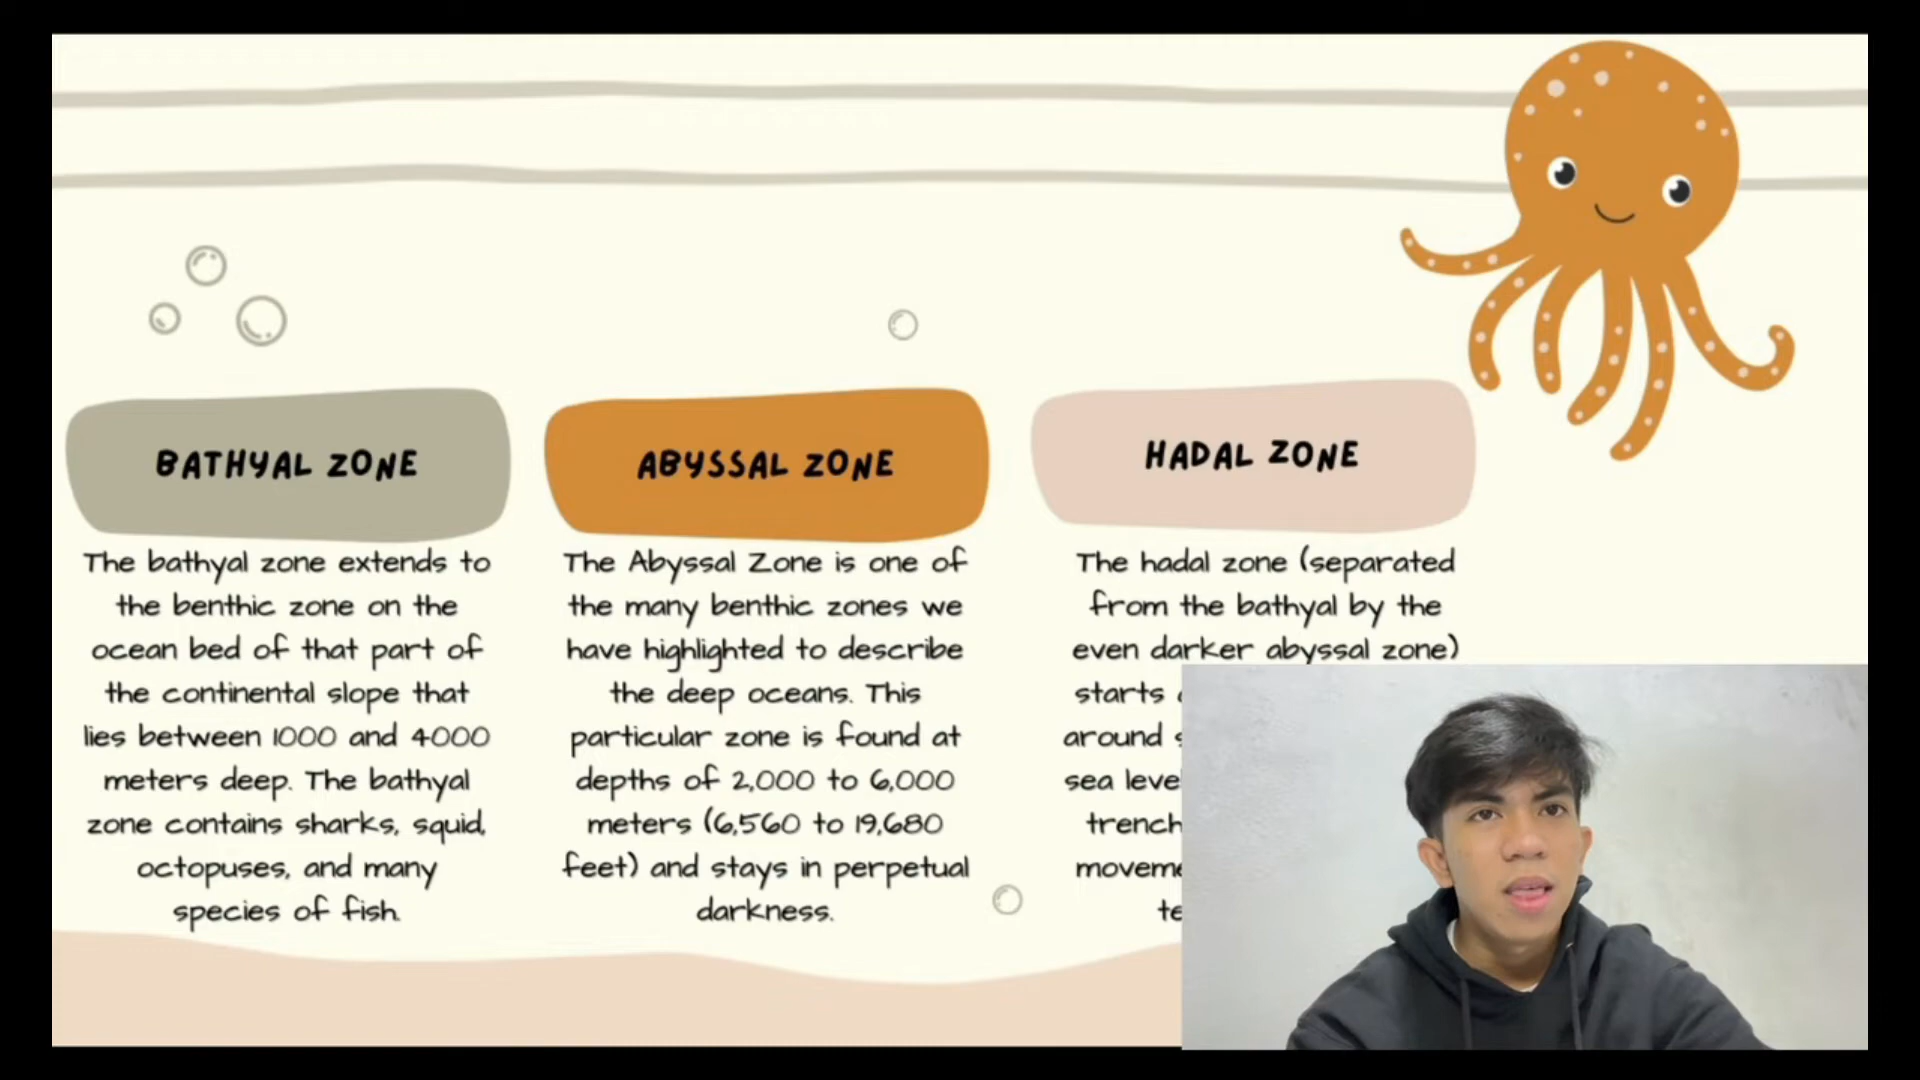 BATHYAL ZONE
The bathyal zone extends to
the benthic zone on the
ocean bed of that part of
the continental slope that
lies between 1000 and 4000
meters deep. The bathyal
zone contains sharks, squid,
octopuses, and many
species of fish.
ABYSSAL ZONE
The Abyssal Zone is one of
the many benthic zones we
have highlighted to describe
the deep oceans. This
particular zone is found at
depths of 2,000 to 6,000
meters (6,560 to 19,680
feet) and stays in perpetual
darkness.
HADAL ZONE
The hadal zone (separated
from the bathyal by the
even darker abyssal zone)
starts
around
sea